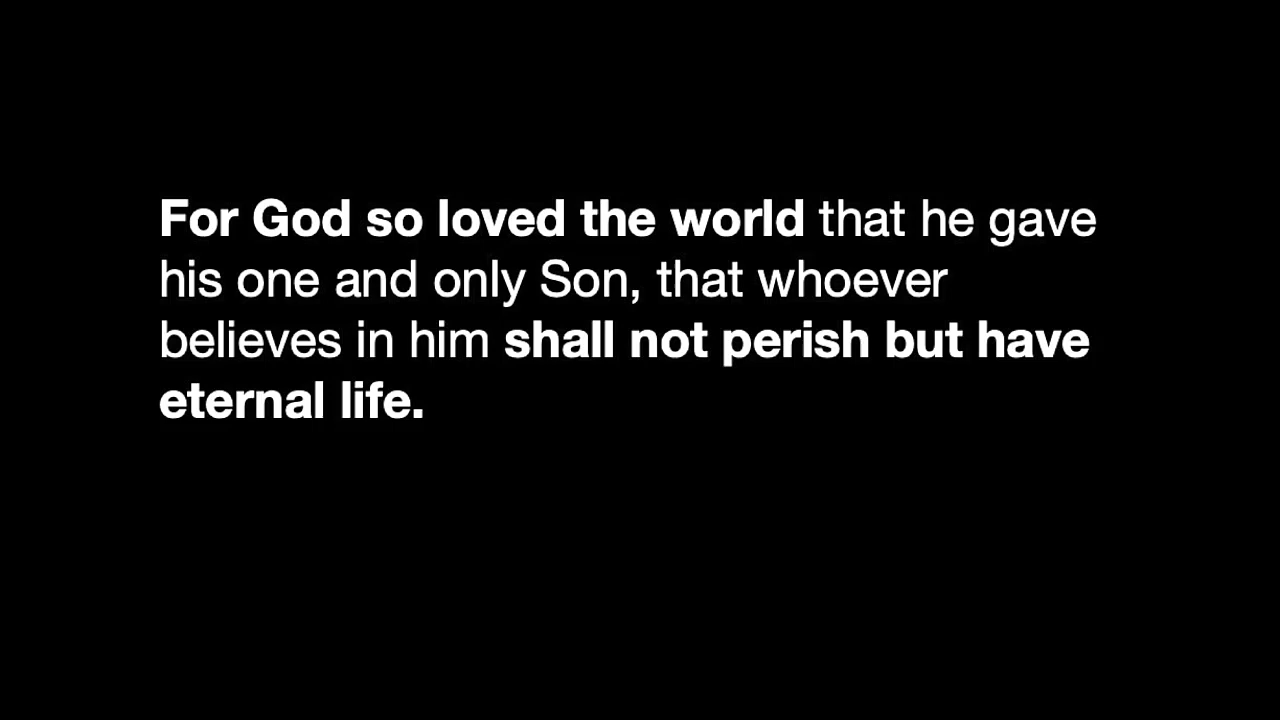 For God so loved the world that he gave
his one and only Son, that whoever
believes in him shall not perish but have
eternal life.